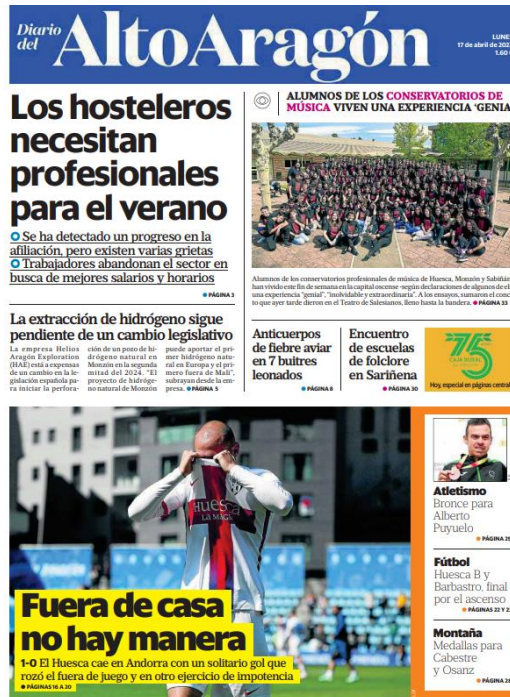 Diario
del AltoAragón
LUNES
17 de abril de 202
1.60
Los hosteleros
necesitan
profesionales
para el verano
Se ha detectado un progreso en la
afiliación, pero existen varias grietas
Trabajadores abandonan el sector en
busca de mejores salarios y horarios
PÁGINA 3
ALUMNOS DE LOS CONSERVATORIOS DE
MÚSICA VIVEN UNA EXPERIENCIA ‘GENIA
Alumnos de los conservatorios profesionales de música de Huesca, Monzón y Sabiñán
han vivido este fin de semana en la capital oscense -según declaraciones de algunos de el
una experiencia "genial", "inolvidable y extraordinaria". A los ensayos, sumaron el conc
to que ayer tarde dieron en el Teatro de Salesianos, lleno hasta la bandera. PÁGINA 33
La extracción de hidrógeno sigue
pendiente de un cambio legislativo
La empresa Helios
Aragón Exploration
(HAE) está a expensas
de un cambio en la le-
gislación española pa-
ra iniciar la perfora-
ción de un pozo de hi-
drógeno natural en
Monzón en la segunda
mitad del 2024. "El
proyecto de hidróge-
no natural de Monzón
puede aportar el pri-
mer hidrógeno natu-
ral en Europa y el pri-
mero fuera de Mali",
subrayan desde la em-
presa. PÁGINA 5
Anticuerpos
de fiebre aviar
en 7 buitres
leonados
PÁGINA 8
Encuentro
de escuelas
de folclore
en Sariñena
PÁGINA 30
75
CAJA RURAL
Hoy, especial en páginas central
HUESCA
LA MAGIA
Fuera de casa
no hay manera
1-0 El Huesca cae en Andorra con un solitario gol que
rozó el fuera de juego y en otro ejercicio de impotencia
PÁGINAS 16 A 20
Atletismo
Bronce para
Alberto
Puyuelo
PÁGINA 25
Fútbol
Huesca B y
Barbastro, final
por el ascenso
PÁGINAS 22 Y 2
Montaña
Medallas para
Cabestre
y Osanz
PÁGINA 28